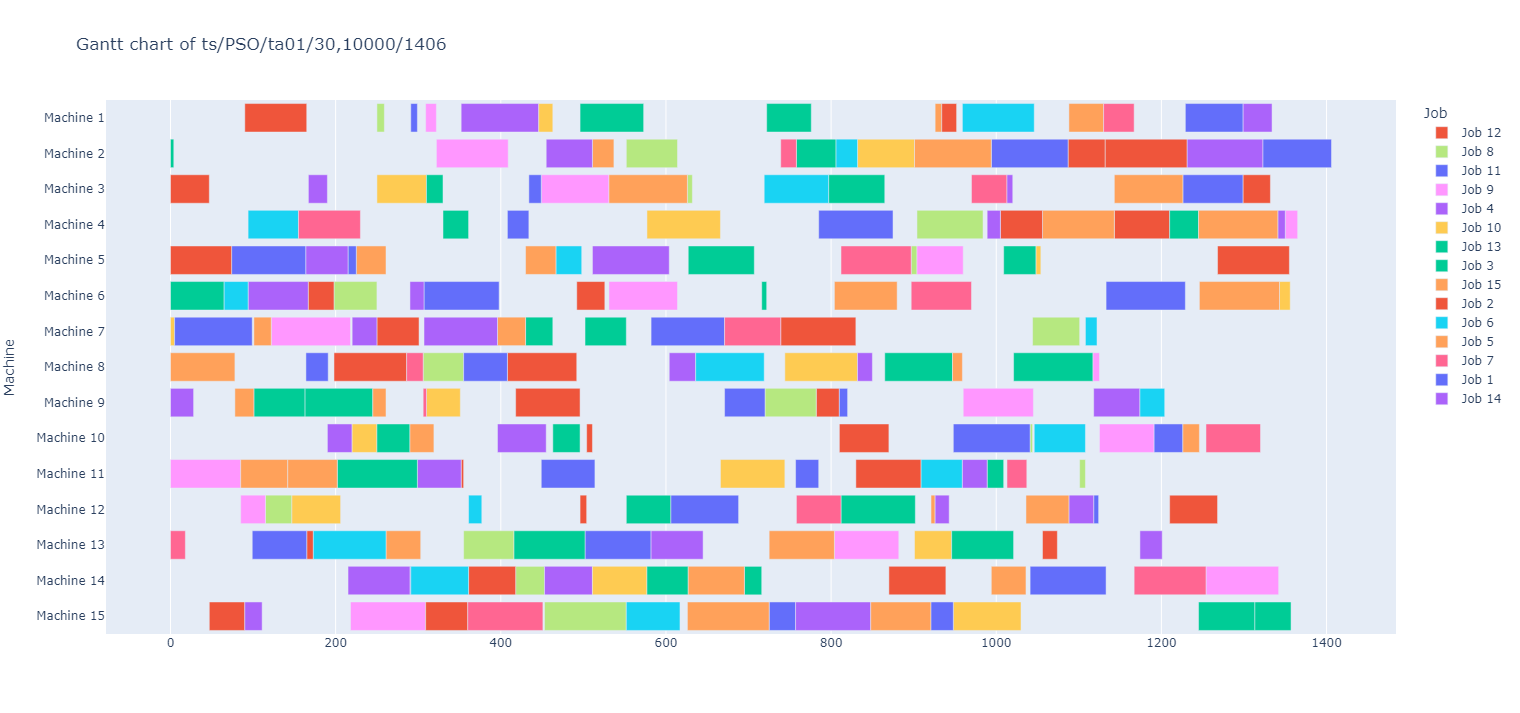 Gantt chart of ts/PSO/ta01/30,10000/1406
Job
Machine 1
Machine 2
Machine 3
Machine 4
Machine 5
Machine 6
Machine 7
Machine 8
Machine 9
Machine 10
Machine 11
Machine 12
Machine 13
Machine 14
Machine 15
Machine
0 200 400 600 800 1000 1200 1400
Job 12
Job 8
Job 11
Job 9
Job 4
Job 10
Job 13
Job 3
Job 15
Job 2
Job 6
Job 5
Job 7
Job 1
Job 14